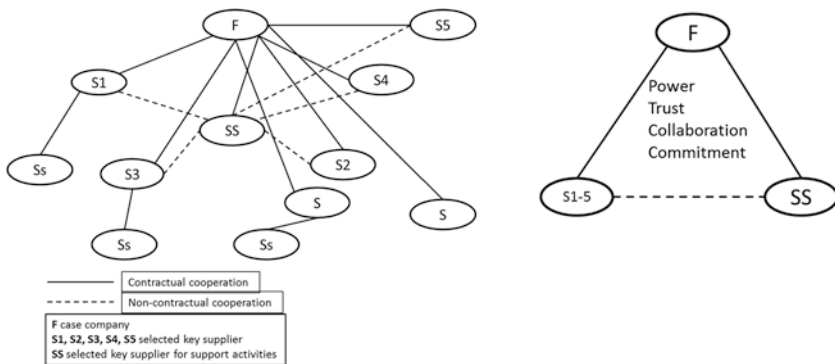 F
S5
F
S1
S4
Power
Trust
SS
Collaboration
Commitment
Ss
S3
S2
S1-5
SS
S
S
Ss
Ss
Contractual cooperation
Non-contractual cooperation
F case company
S1, S2, S3, S4, S5 selected key supplier
SS selected key supplier for support activities